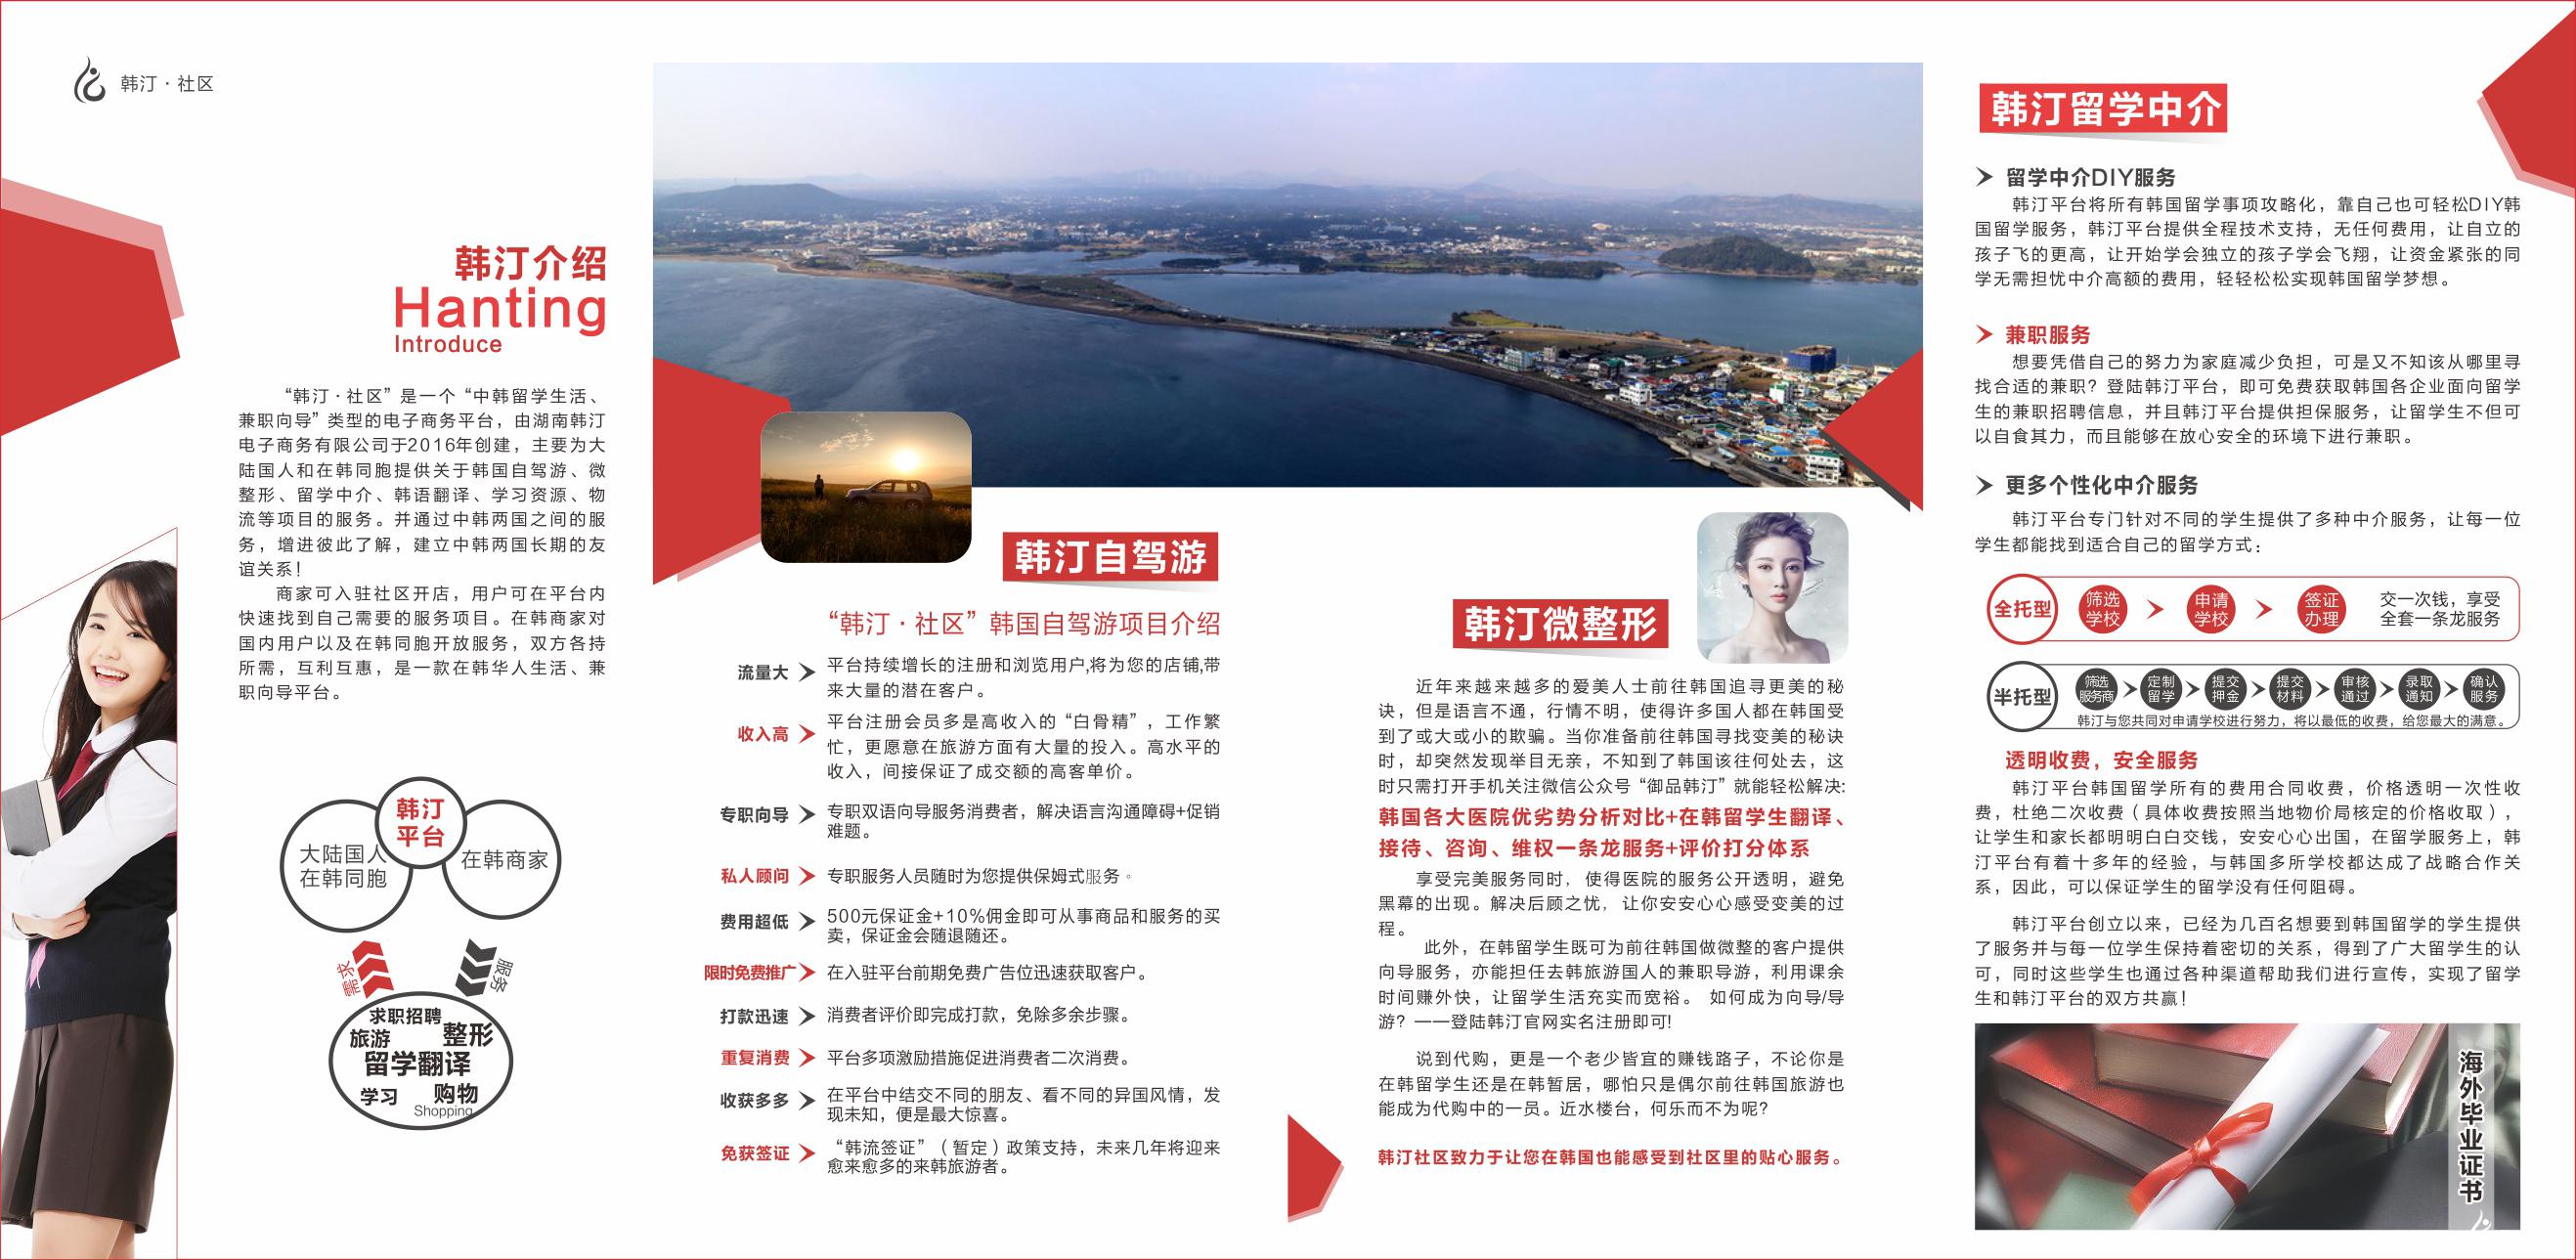 韩汀·社区
韩汀介绍
Hanting
Introduce
“韩汀·社区”是一个“中韩留学生活、
兼职向导”类型的电子商务平台，由湖南韩汀
电子商务有限公司于2016年创建，主要为大
陆国人和在韩同胞提供关于韩国自驾游、微
整形、留学中介、韩语翻译、学习资源、物
流等项目的服务。并通过中韩两国之间的服
务，增进彼此了解，建立中韩两国长期的友
谊关系！
商家可入驻社区开店，用户可在平台内
快速找到自己需要的服务项目。在韩商家对
国内用户以及在韩同胞开放服务，双方各持
所需，互利互惠，是一款在韩华人生活、兼
职向导平台。
韩汀
平台
大陆国人
在韩同胞
在韩商家
需求
服务
求职招聘
旅游
整形
留学翻译
学习
购物
Shopping
韩汀自驾游
“韩汀·社区”韩国自驾游项目介绍
流量大
平台持续增长的注册和浏览用户,将为您的店铺,带
来大量的潜在客户。
收入高
平台注册会员多是高收入的“白骨精”，工作繁
忙，更愿意在旅游方面有大量的投入。高水平的
收入，间接保证了成交额的高客单价。
专职向导
专职双语向导服务消费者，解决语言沟通障碍+促销
难题。
私人顾问
专职服务人员随时为您提供保姆式服务。
费用超低
500元保证金+10%佣金即可从事商品和服务的买
卖，保证金会随退随还。
限时免费推广
在入驻平台前期免费广告位迅速获取客户。
打款迅速
消费者评价即完成打款，免除多余步骤。
重复消费
平台多项激励措施促进消费者二次消费。
收获多多
在平台中结交不同的朋友、看不同的异国风情，发
现未知，便是最大惊喜。
免获签证
“韩流签证”（暂定）政策支持，未来几年将迎来
愈来愈多的来韩旅游者。
韩汀微整形
近年来越来越多的爱美人士前往韩国追寻更美的秘
诀，但是语言不通，行情不明，使得许多国人都在韩国受
到了或大或小的欺骗。当你准备前往韩国寻找变美的秘诀
时，却突然发现举目无亲，不知到了韩国该往何处去，这
时只需打开手机关注微信公众号“御品韩汀”就能轻松解决:
韩国各大医院优劣势分析对比+在韩留学生翻译、
接待、咨询、维权一条龙服务+评价打分体系
享受完美服务同时，使得医院的服务公开透明，避免
黑幕的出现。解决后顾之忧，让你安安心心感受变美的过
程。
此外，在韩留学生既可为前往韩国做微整的客户提供
向导服务，亦能担任去韩旅游国人的兼职导游，利用课余
时间赚外快，让留学生活充实而宽裕。 如何成为向导/导
游？——登陆韩汀官网实名注册即可!
说到代购，更是一个老少皆宜的赚钱路子，不论你是
在韩留学生还是在韩暂居，哪怕只是偶尔前往韩国旅游也
能成为代购中的一员。近水楼台，何乐而不为呢?
韩汀社区致力于让您在韩国也能感受到社区里的贴心服务。
韩汀留学中介
留学中介DIY服务
韩汀平台将所有韩国留学事项攻略化，靠自己也可轻松DIY韩
国留学服务，韩汀平台提供全程技术支持，无任何费用，让自立的
孩子飞的更高，让开始学会独立的孩子学会飞翔，让资金紧张的同
学无需担忧中介高额的费用，轻轻松松实现韩国留学梦想。
兼职服务
想要凭借自己的努力为家庭减少负担，可是又不知该从哪里寻
找合适的兼职？登陆韩汀平台，即可免费获取韩国各企业面向留学
生的兼职招聘信息，并且韩汀平台提供担保服务，让留学生不但可
以自食其力，而且能够在放心安全的环境下进行兼职。
更多个性化中介服务
韩汀平台专门针对不同的学生提供了多种中介服务，让每一位
学生都能找到适合自己的留学方式：
全托型
筛选
学校
申请
学校
签证
办理
交一次钱，享受
全套一条龙服务
半托型
筛选
服务商
定制
留学
提交
押金
提交
材料
审核
通过
录取
通知
确认
服务
韩汀与您共同对申请学校进行努力，将以最低的收费，给您最大的满意。
透明收费，安全服务
韩汀平台韩国留学所有的费用合同收费，价格透明一次性收
费，杜绝二次收费（具体收费按照当地物价局核定的价格收取），
让学生和家长都明明白白交钱，安安心心出国，在留学服务上，韩
汀平台有着十多年的经验，与韩国多所学校都达成了战略合作关
系，因此，可以保证学生的留学没有任何阻碍。
韩汀平台创立以来，已经为几百名想要到韩国留学的学生提供
了服务并与每一位学生保持着密切的关系，得到了广大留学生的认
可，同时这些学生也通过各种渠道帮助我们进行宣传，实现了留学
生和韩汀平台的双方共赢！
海外毕业证书